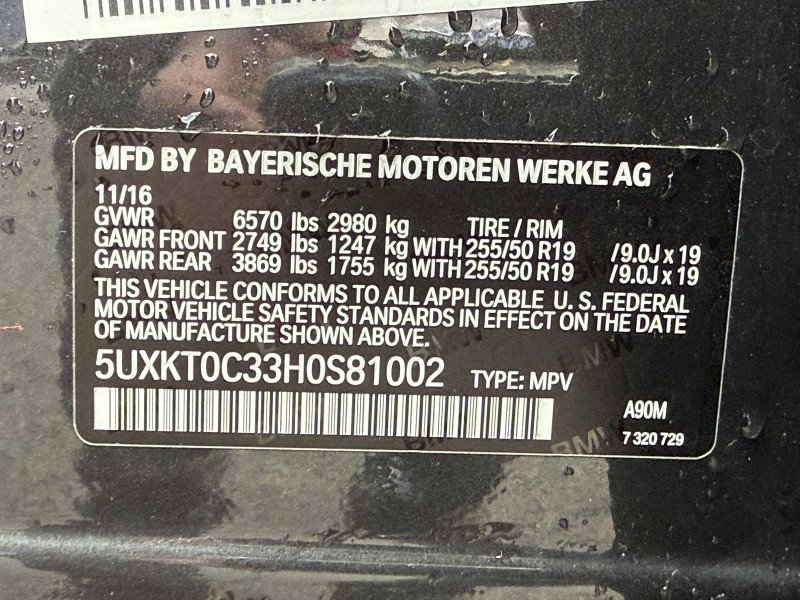 MFD BY BAYERISCHE MOTOREN WERKE AG
11/16
GVWR 6570 lbs 2980 kg TIRE / RIM
GAWR FRONT 2749 lbs 1247 kg WITH 255/50 R19 /9.0J x 19
GAWR REAR 3869 lbs 1755 kg WITH 255/50 R19 /9.0J x 19
THIS VEHICLE CONFORMS TO ALL APPLICABLE U. S. FEDERAL
MOTOR VEHICLE SAFETY STANDARDS IN EFFECT ON THE DATE
OF MANUFACTURE SHOWN ABOVE.
5UXKT0C33H0S81002 TYPE: MPV
A90M
7 320 729
BMW